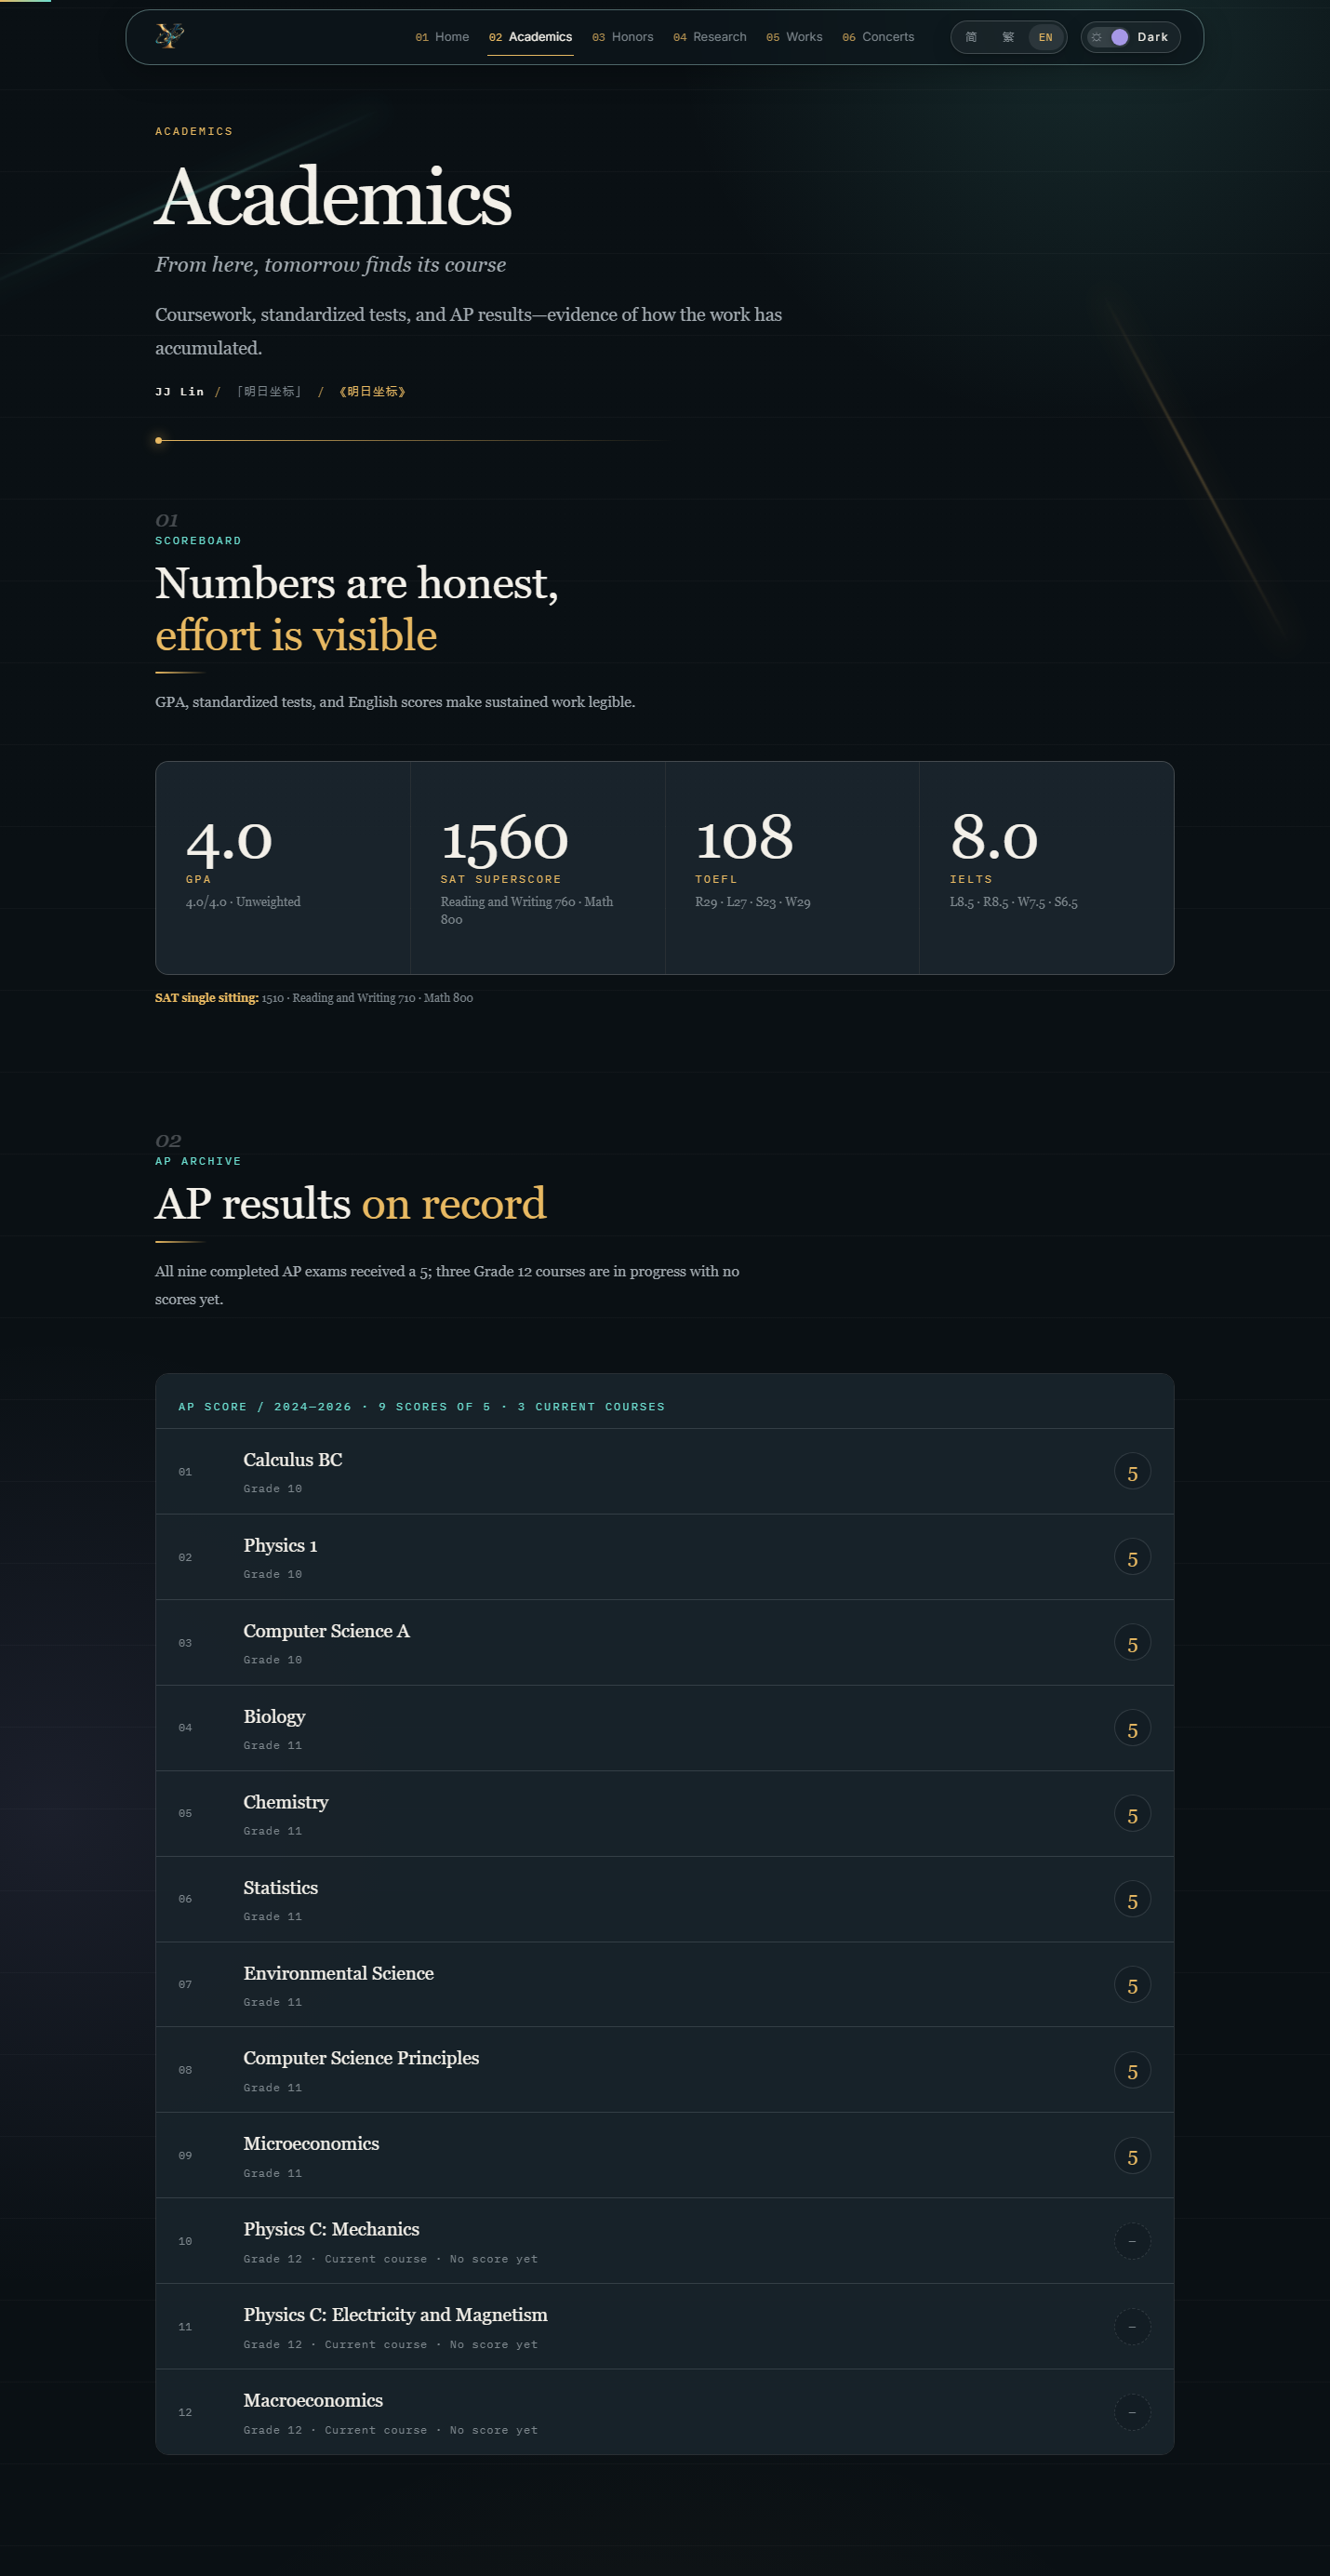 01 Home 02 Academics 03 Honors 04 Research 05 Works 06 Concerts 简 繁 EN Dark
ACADEMICS
Academics
From here, tomorrow finds its course
Coursework, standardized tests, and AP results—evidence of how the work has
accumulated.
JJ Lin / 「明日坐标」 / 《明日坐标》
01
SCOREBOARD
Numbers are honest,
effort is visible
GPA, standardized tests, and English scores make sustained work legible.
4.0
GPA
4.0/4.0 · Unweighted
1560
SAT SUPERSCORE
Reading and Writing 760 · Math
800
108
TOEFL
R29 · L27 · S23 · W29
8.0
IELTS
L8.5 · R8.5 · W7.5 · S6.5
SAT single sitting: 1510 · Reading and Writing 710 · Math 800
02
AP ARCHIVE
AP results on record
All nine completed AP exams received a 5; three Grade 12 courses are in progress with no
scores yet.
AP SCORE / 2024—2026 · 9 SCORES OF 5 · 3 CURRENT COURSES
01 Calculus BC 5
Grade 10
02 Physics 1 5
Grade 10
03 Computer Science A 5
Grade 10
04 Biology 5
Grade 11
05 Chemistry 5
Grade 11
06 Statistics 5
Grade 11
07 Environmental Science 5
Grade 11
08 Computer Science Principles 5
Grade 11
09 Microeconomics 5
Grade 11
10 Physics C: Mechanics –
Grade 12 · Current course · No score yet
11 Physics C: Electricity and Magnetism –
Grade 12 · Current course · No score yet
12 Macroeconomics –
Grade 12 · Current course · No score yet